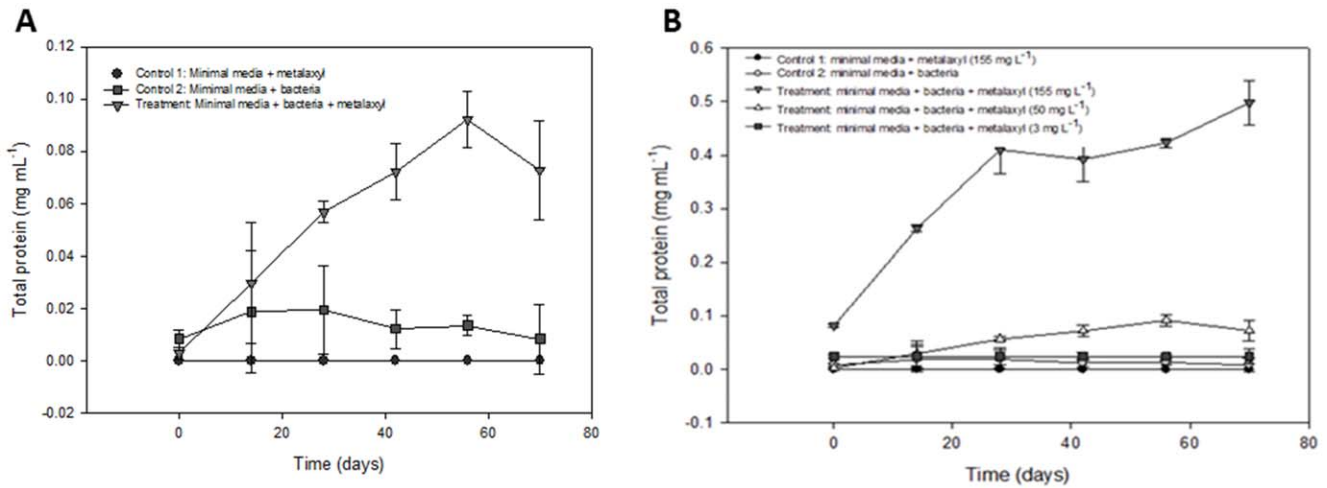 A
0.12
0.10
0.08
0.06
0.04
0.02
0.00
-0.02
Total protein (mg mL-1)
Control 1: Minimal media + metalaxyl
Control 2: Mimimal media + bacteria
Treatment: Minimal media + bacteria + metalaxyl
0 20 40 60 80
Time (days)
B
0.6
0.5
0.4
0.3
0.2
0.1
0.0
-0.1
Total protein (mg mL-1)
Control 1: minimal media + metalaxyl (155 mg L-1)
Control 2: minimal media + bacteria
Treatment: minimal media + bacteria + metalaxyl (155 mg L-1)
Treatment: minimal media + bacteria + metalaxyl (50 mg L-1)
Treatment: minimal media + bacteria + metalaxyl (3 mg L-1)
0 20 40 60 80
Time (days)